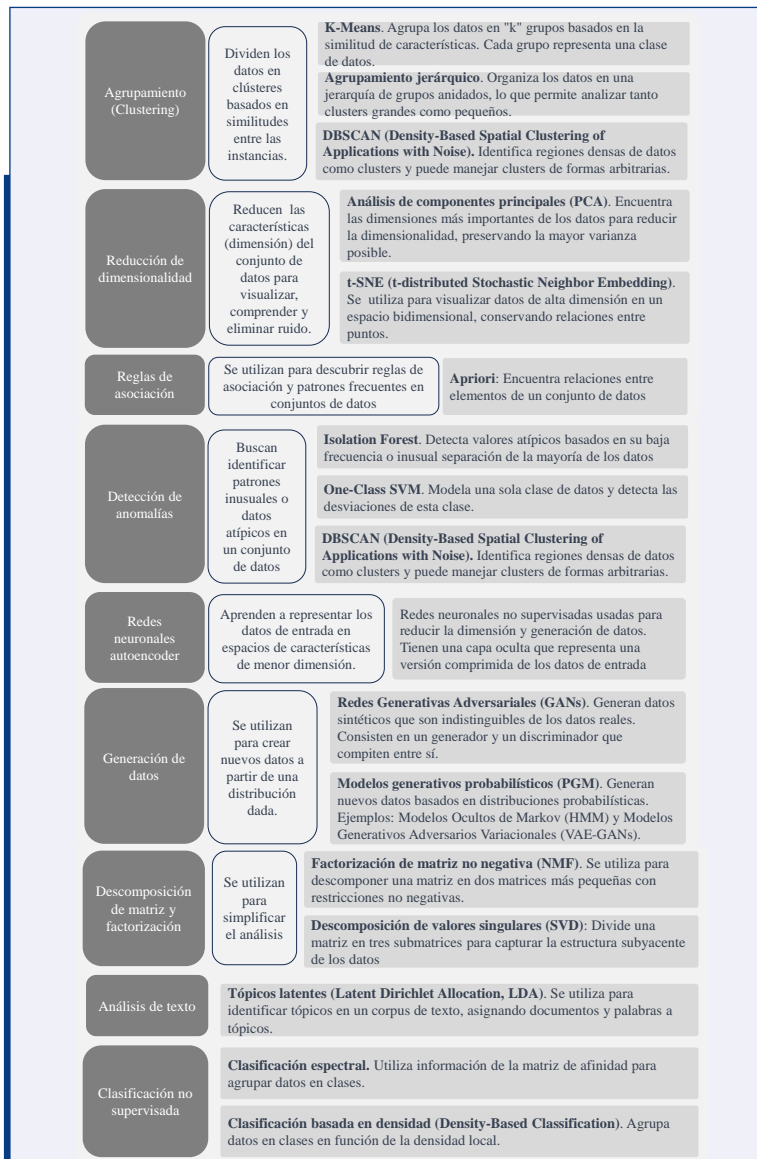 Agrupamiento
(Clustering)
Dividen los
datos en
clústeres
basados en
similitudes
entre las
instancias.
K-Means. Agrupa los datos en "k" grupos basados en la
similitud de características. Cada grupo representa una clase
de datos.
Agrupamiento jerárquico. Organiza los datos en una
jerarquía de grupos anidados, lo que permite analizar tanto
clusters grandes como pequeños.
DBSCAN (Density-Based Spatial Clustering of
Applications with Noise). Identifica regiones densas de datos
como clusters y puede manejar clusters de formas arbitrarias.
Reducción de
dimensionalidad
Reducen las
características
(dimensión) del
conjunto de
datos para
visualizar,
comprender y
eliminar ruido.
Análisis de componentes principales (PCA). Encuentra
las dimensiones más importantes de los datos para reducir
la dimensionalidad, preservando la mayor varianza
posible.
t-SNE (t-distributed Stochastic Neighbor Embedding).
Se utiliza para visualizar datos de alta dimensión en un
espacio bidimensional, conservando relaciones entre
puntos.
Reglas de
asociación
Se utilizan para descubrir reglas de
asociación y patrones frecuentes en
conjuntos de datos
Apriori: Encuentra relaciones entre
elementos de un conjunto de datos
Detección de
anomalías
Buscan
identificar
patrones
inusuales o
datos
atípicos en
un conjunto
de datos
Isolation Forest. Detecta valores atípicos basados en su baja
frecuencia o inusual separación de la mayoría de los datos
One-Class SVM. Modela una sola clase de datos y detecta las
desviaciones de esta clase.
DBSCAN (Density-Based Spatial Clustering of
Applications with Noise). Identifica regiones densas de datos
como clusters y puede manejar clusters de formas arbitrarias.
Redes
neuronales
autoencoder
Aprenden a representar los
datos de entrada en
espacios de características
de menor dimensión.
Redes neuronales no supervisadas usadas para
reducir la dimensión y generación de datos.
Tienen una capa oculta que representa una
versión comprimida de los datos de entrada
Generación de
datos
Se utilizan
para crear
nuevos datos a
partir de una
distribución
dada.
Redes Generativas Adversariales (GANs). Generan datos
sintéticos que son indistinguibles de los datos reales.
Consisten en un generador y un discriminador que
compiten entre sí.
Modelos generativos probabilísticos (PGM). Generan
nuevos datos basados en distribuciones probabilísticas.
Ejemplos: Modelos Ocultos de Markov (HMM) y Modelos
Generativos Adversarios Variacionales (VAE-GANs).
Descomposición
de matriz y
factorización
Se utilizan
para
simplificar
el análisis
Factorización de matriz no negativa (NMF). Se utiliza para
descomponer una matriz en dos matrices más pequeñas con
restricciones no negativas.
Descomposición de valores singulares (SVD): Divide una
matriz en tres submatrices para capturar la estructura subyacente
de los datos
Análisis de texto
Tópicos latentes (Latent Dirichlet Allocation, LDA). Se utiliza para
identificar tópicos en un corpus de texto, asignando documentos y palabras a
tópicos.
Clasificación no
supervisada
Clasificación espectral. Utiliza información de la matriz de afinidad para
agrupar datos en clases.
Clasificación basada en densidad (Density-Based Classification). Agrupa
datos en clases en función de la densidad local.